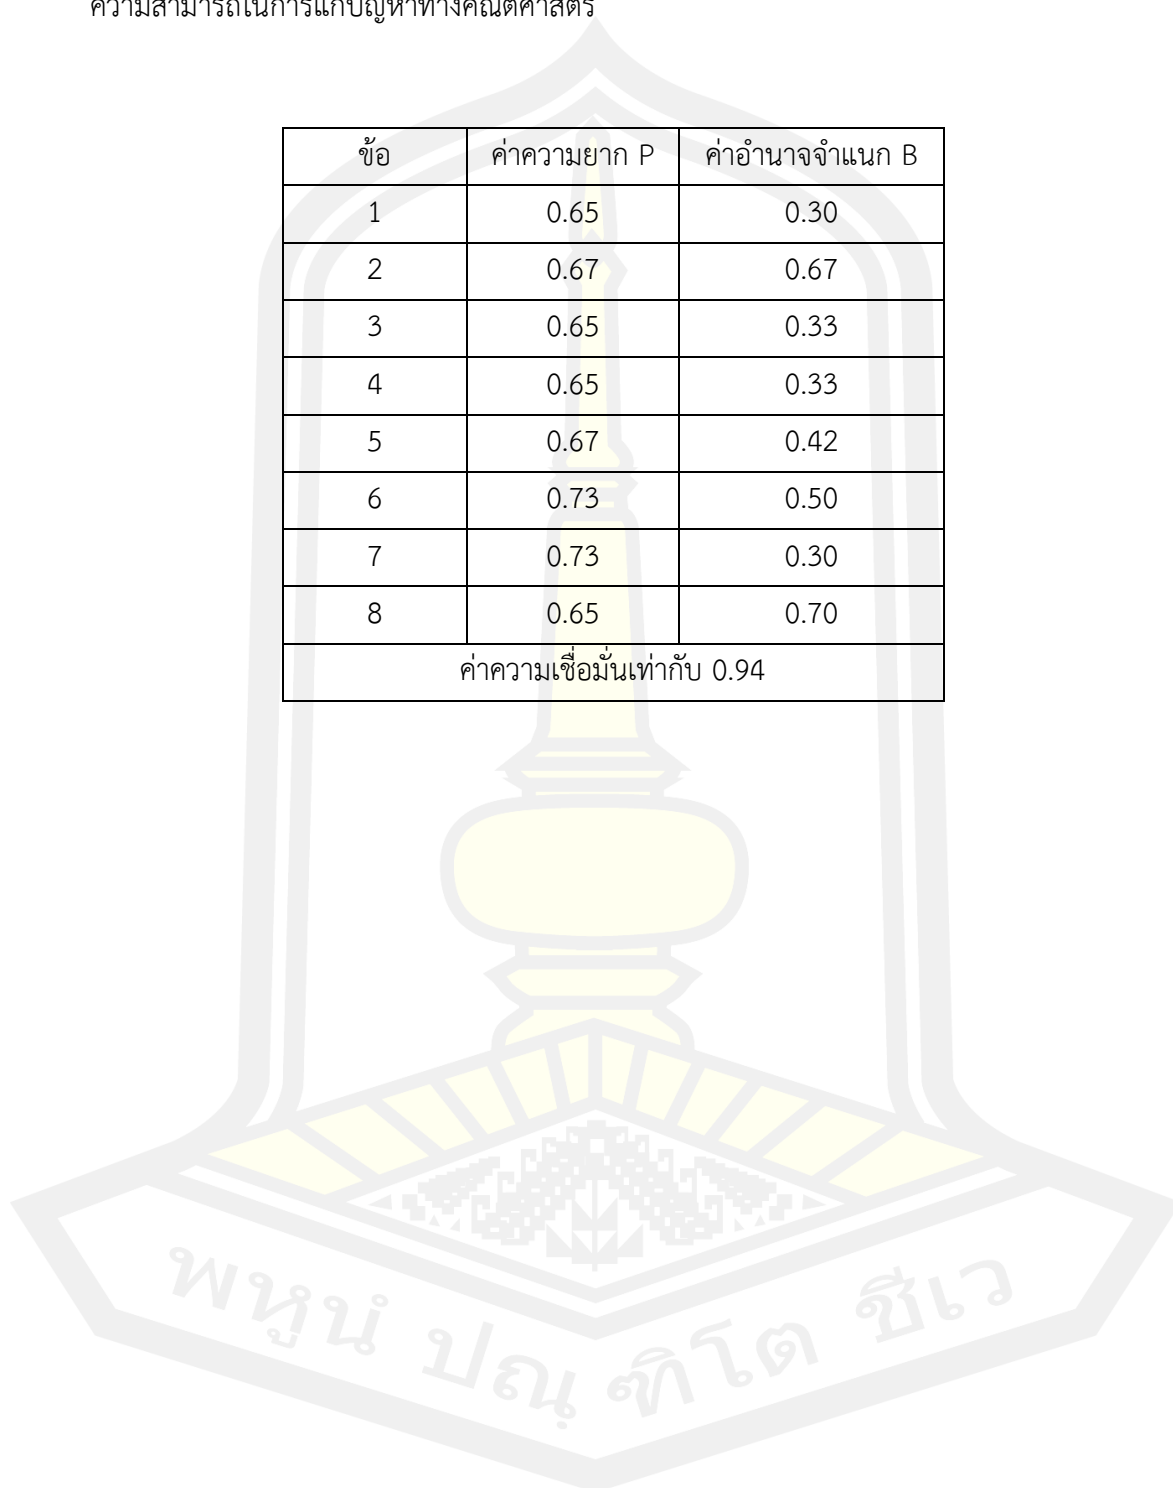 ความสามารถในการแก้ปัญหาทางคณิตศาสตร์
ข้อ ค่าความยาก P ค่าอำนาจจำแนก B
1 0.65 0.30
2 0.67 0.67
3 0.65 0.33
4 0.65 0.33
5 0.67 0.42
6 0.73 0.50
7 0.73 0.30
8 0.65 0.70
ค่าความเชื่อมั่นเท่ากับ 0.94
พหูนํ ปณฺฑิโต ชีเว